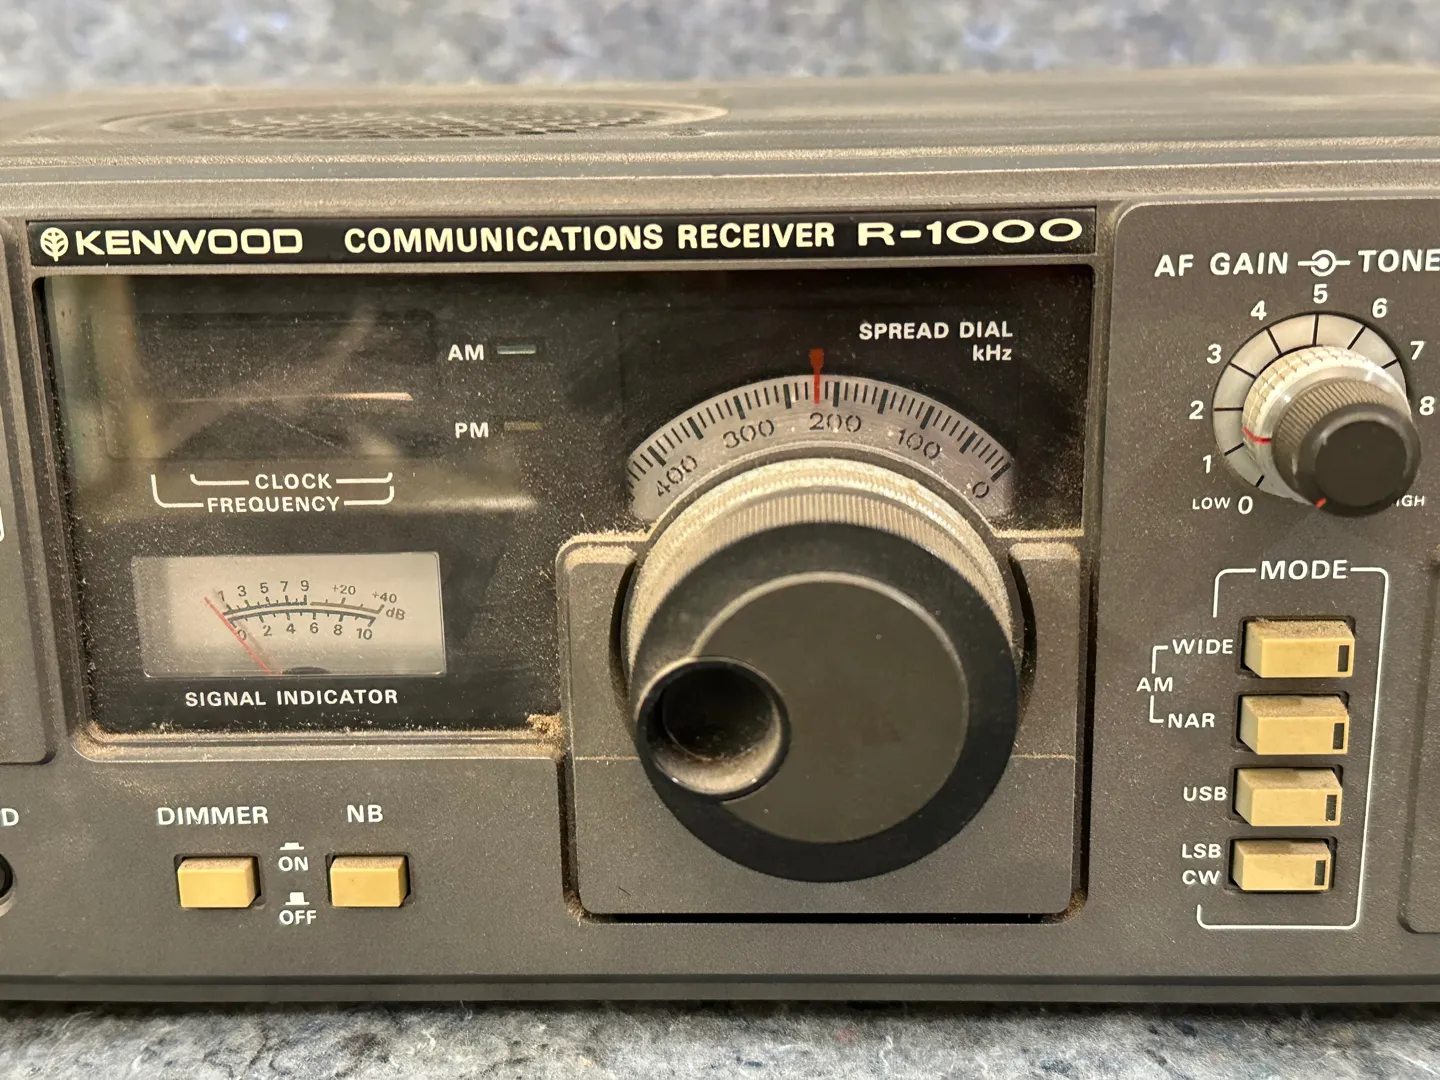 KENWOOD COMMUNICATIONS RECEIVER R-1000
AM
PM
CLOCK
FREQUENCY
SPREAD DIAL
kHz
400 300 200 100 0
1 3 5 7 9 +20 +40
dB
0 2 4 6 8 10
SIGNAL INDICATOR
DIMMER
NB
ON
OFF
AF GAIN TONE
0 1 2 3 4 5 6 7 8
LOW
MODE
WIDE
AM
NAR
USB
LSB
CW